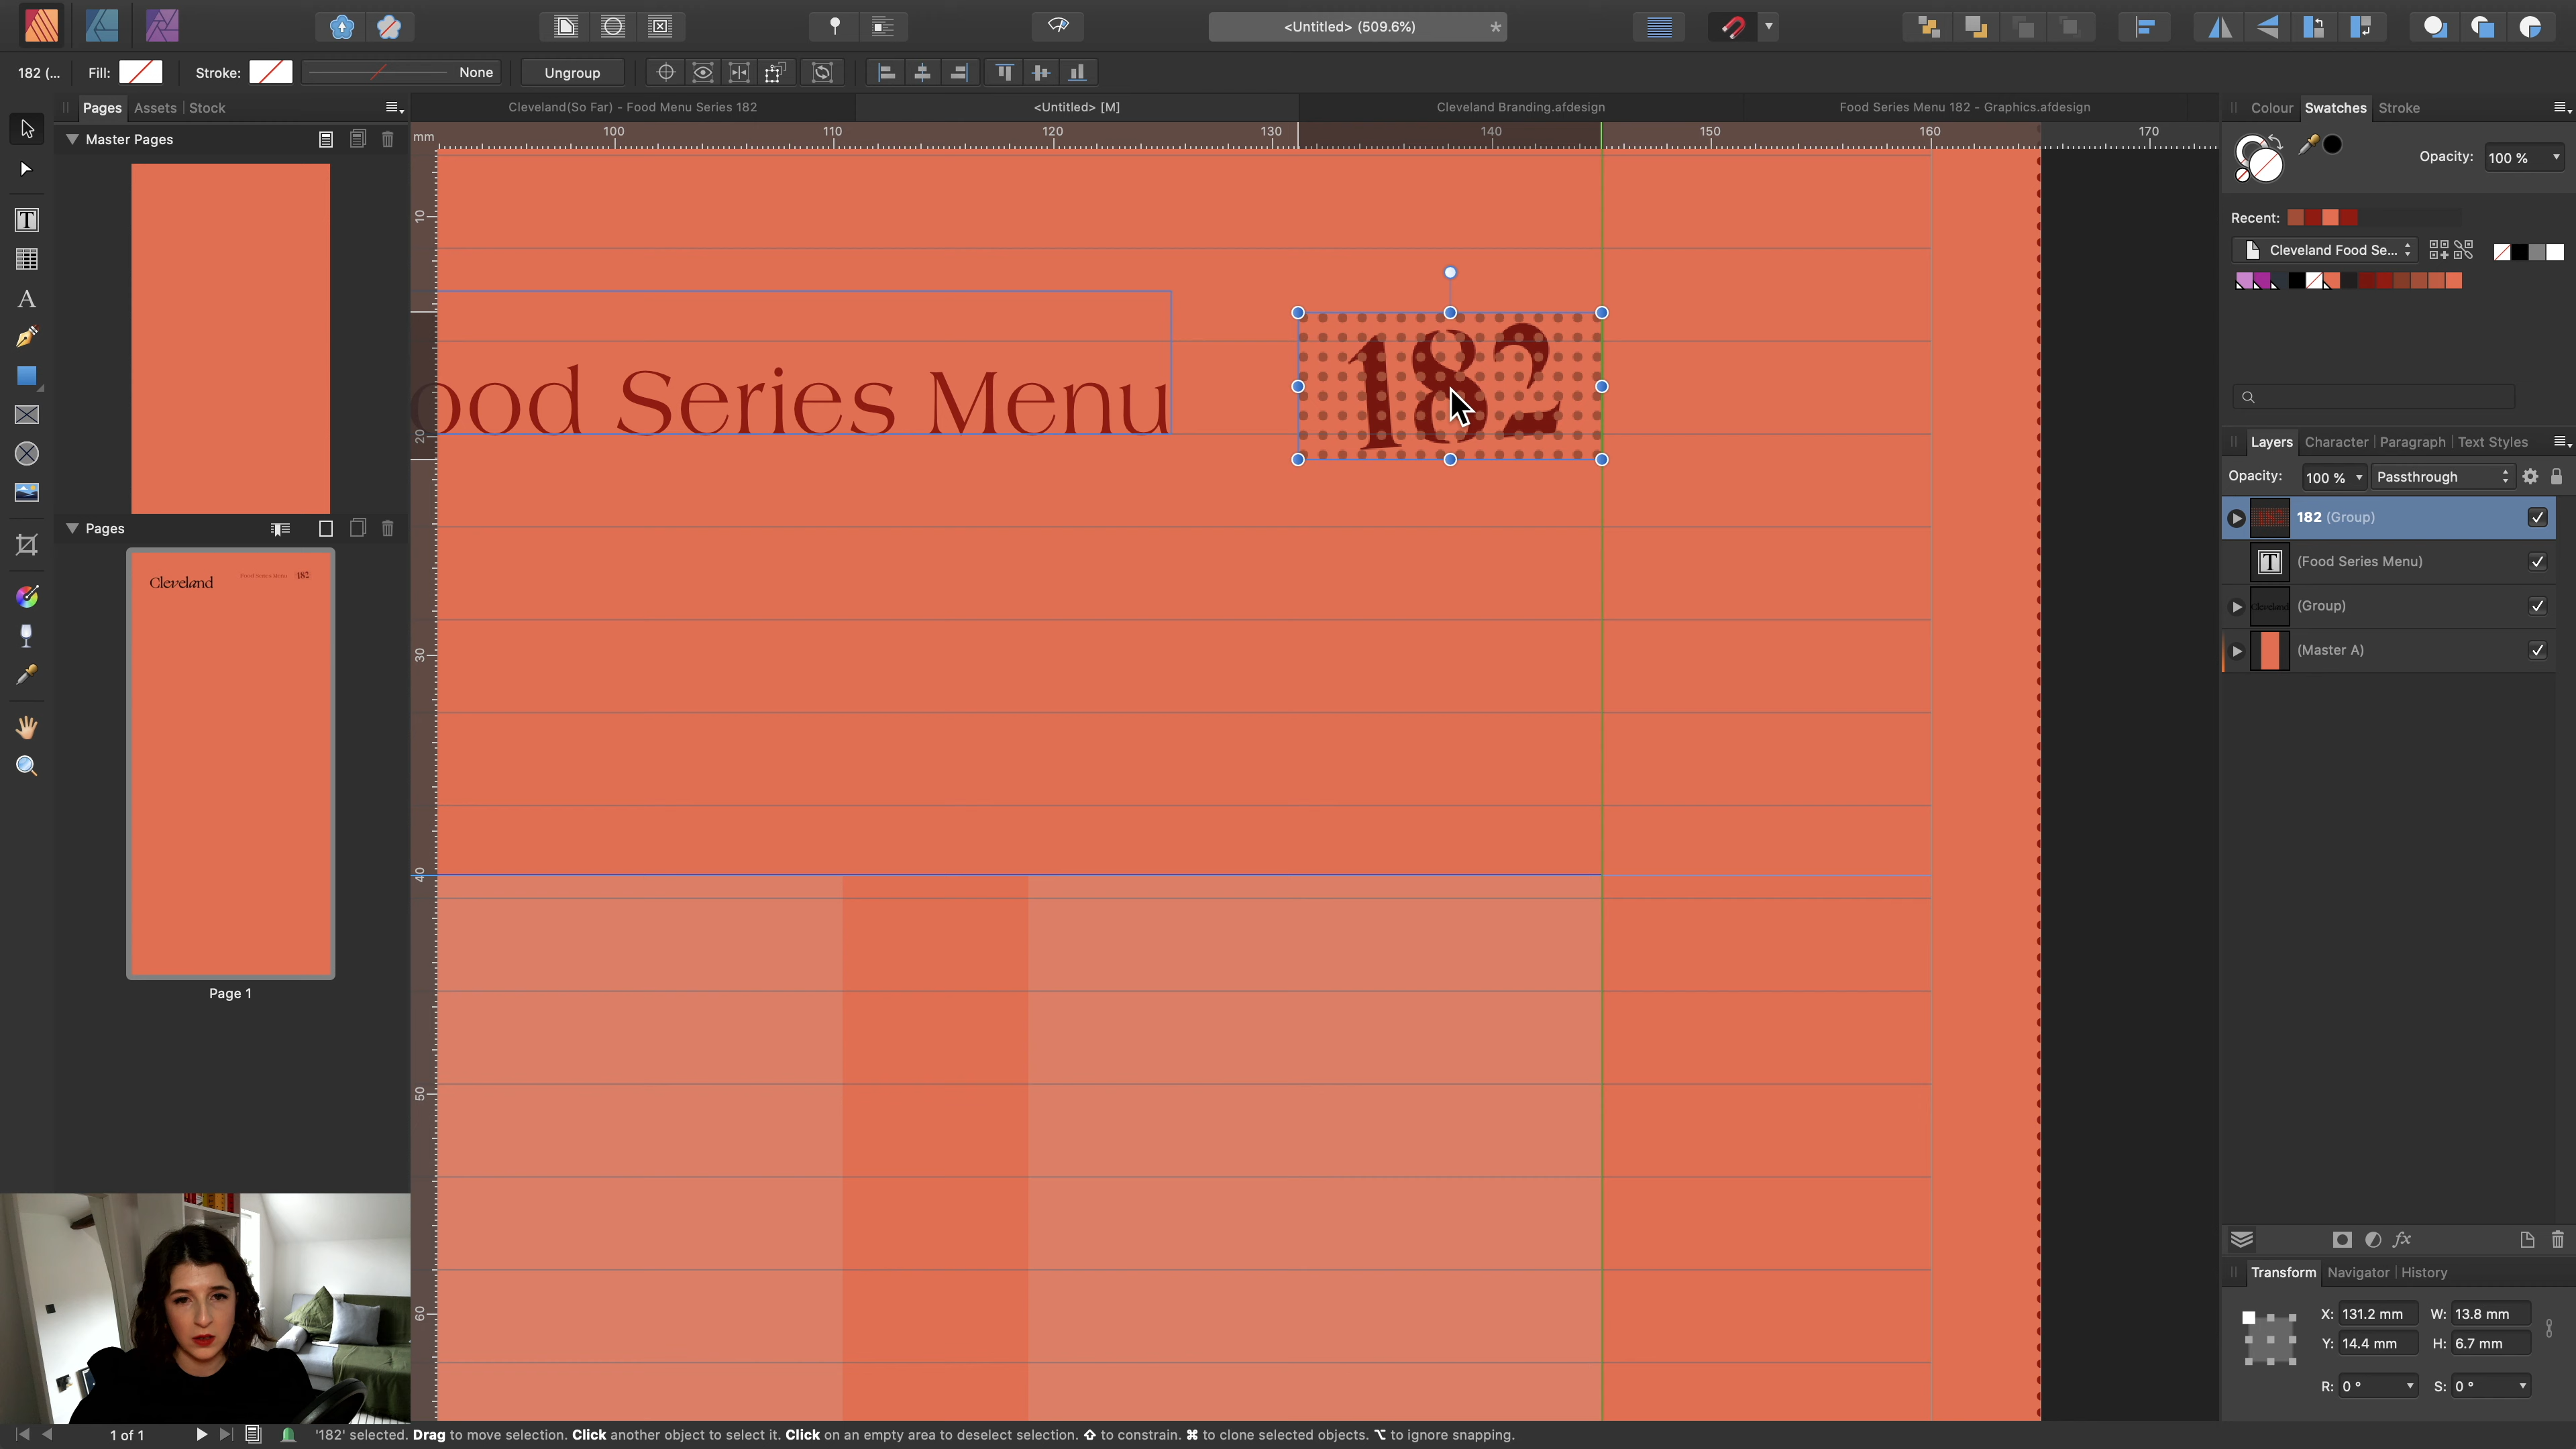 <Untitled> (509.6%)
*
182 (...
Fill:
Stroke:
None
Ungroup
Pages
Assets
Stock
Cleveland(So Far) - Food Menu Series 182
<Untitled> [M]
Cleveland Branding.afdesign
Food Series Menu 182 - Graphics.afdesign
mm
100
110
120
130
140
150
160
170
Master Pages
Pages
Cleveland
Food Series Menu
182
Page 1
10
20
30
40
50
60
ood Series Menu
182
Colour
Swatches
Stroke
Opacity:
100 %
Recent:
Cleveland Food Se...
Layers
Character
Paragraph
Text Styles
Opacity:
100 %
Passthrough
182 (Group)
T
(Food Series Menu)
Cleveland
(Group)
(Master A)
fx
Transform
Navigator
History
X: 131.2 mm
W: 13.8 mm
Y: 14.4 mm
H: 6.7 mm
R: 0 °
S: 0 °
1 of 1
'182' selected. Drag to move selection. Click another object to select it. Click on an empty area to deselect selection. ⇧ to constrain. ⌘ to clone selected objects. ⌥ to ignore snapping.